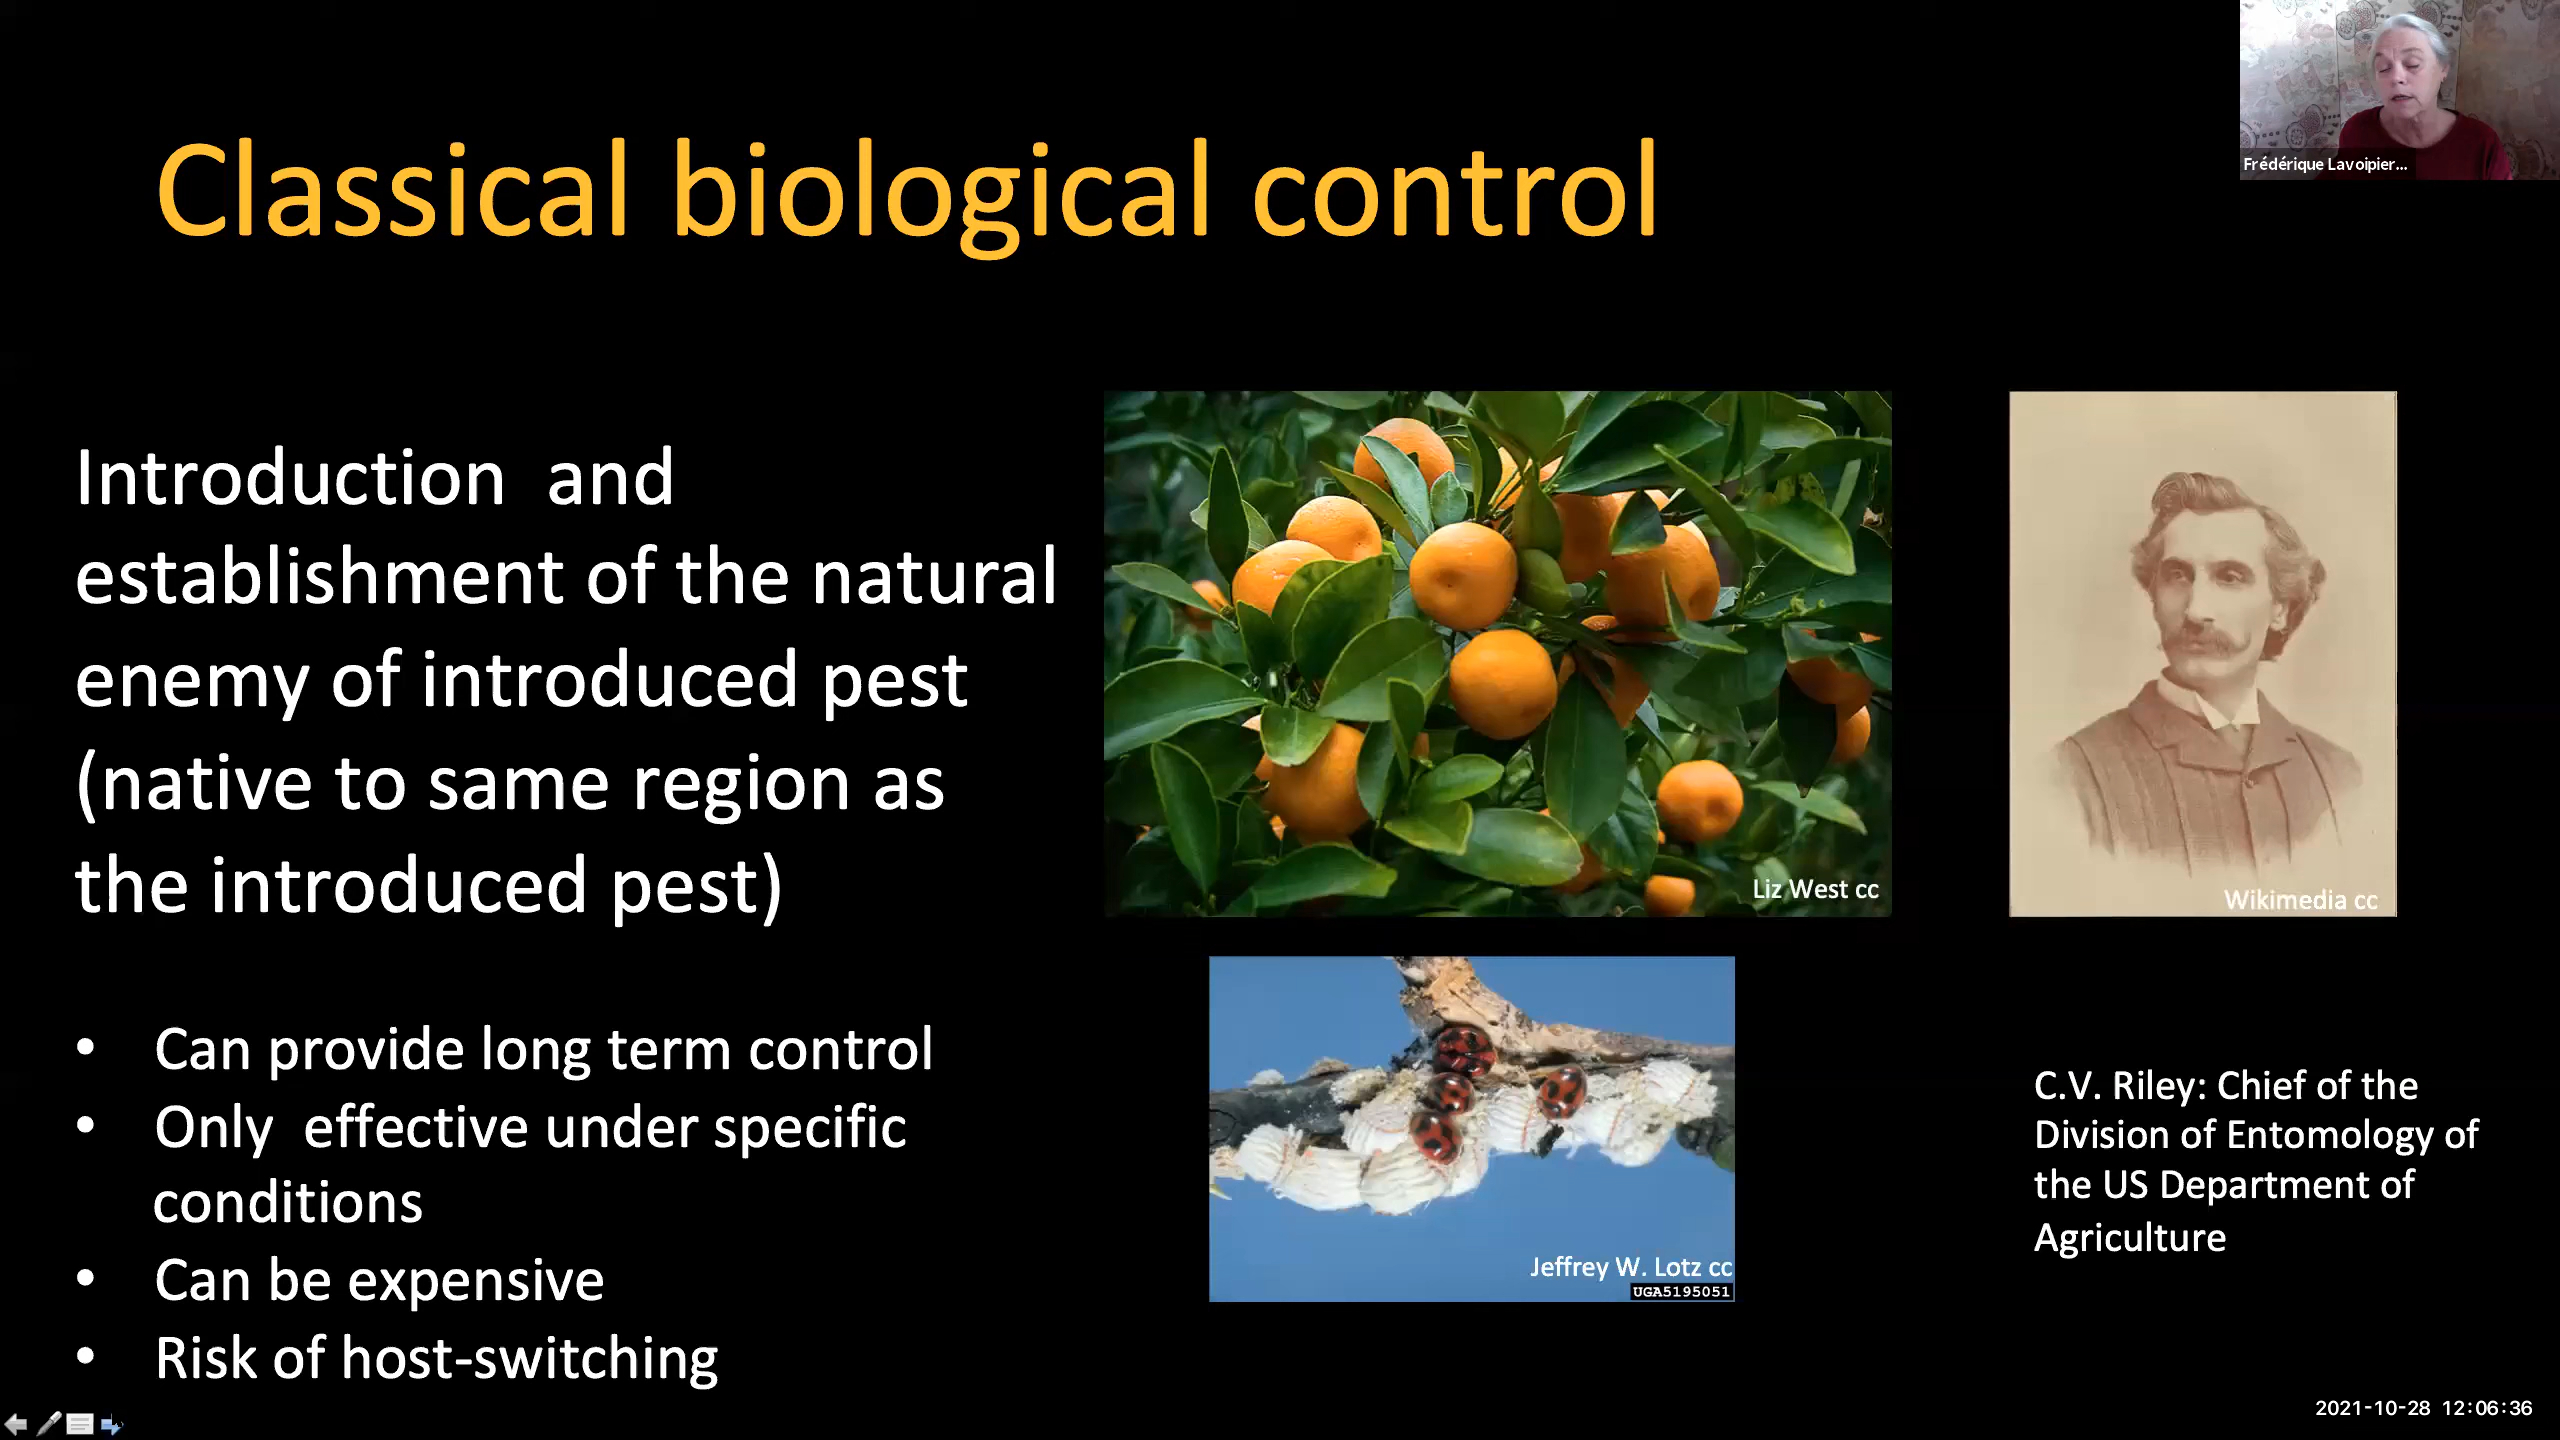 Classical biological control
Frédérique Lavoipier...
Introduction and
establishment of the natural
enemy of introduced pest
(native to same region as
the introduced pest)
• Can provide long term control
• Only effective under specific
conditions
• Can be expensive
• Risk of host-switching
Liz West cc
Wikimedia cc
Jeffrey W. Lotz cc
UGA5195051
C.V. Riley: Chief of the
Division of Entomology of
the US Department of
Agriculture
2021-10-28 12:06:36